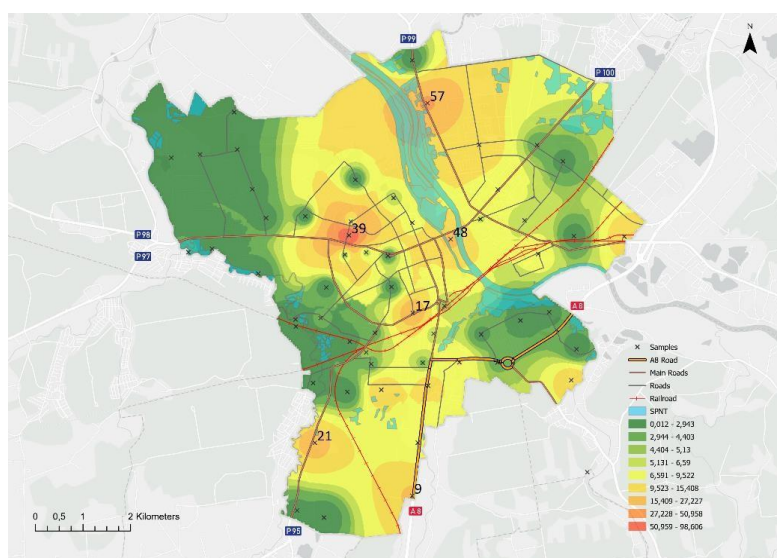 P 99
N
P 100
57
P 98
P 97
39
48
17
A 8
21
9
A 8
P 95
0 0,5 1 2 Kilometers
Samples
A8 Road
Main Roads
Roads
Railroad
SPNT
0,012 - 2,943
2,944 - 4,403
4,404 - 5,13
5,131 - 6,59
6,591 - 9,522
9,523 - 15,408
15,409 - 27,227
27,228 - 50,958
50,959 - 98,606